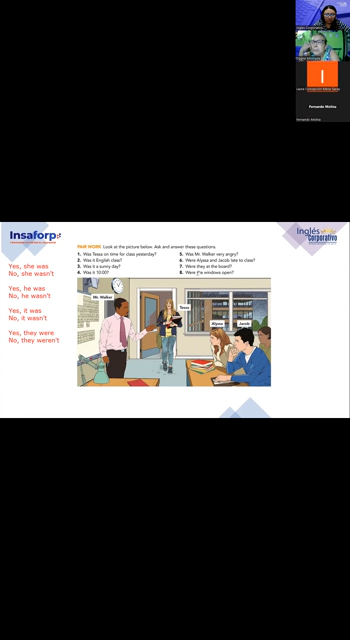 Fernando Molina
Fernando Molina
Insaforp
Inglés
Corporativo
PAIR WORK Look at the picture below. Ask and answer these questions.
1. Was Tessa on time for class yesterday?
2. Was it English class?
3. Was it a sunny day?
4. Was it 10:00?
5. Was Mr. Walker very angry?
6. Were Alyssa and Jacob late to class?
7. Were they at the board?
8. Were the windows open?
Yes, she was
No, she wasn't
Yes, he was
No, he wasn't
Yes, it was
No, it wasn't
Yes, they were
No, they weren't
Mr. Walker
Tessa
Alyssa
Jacob